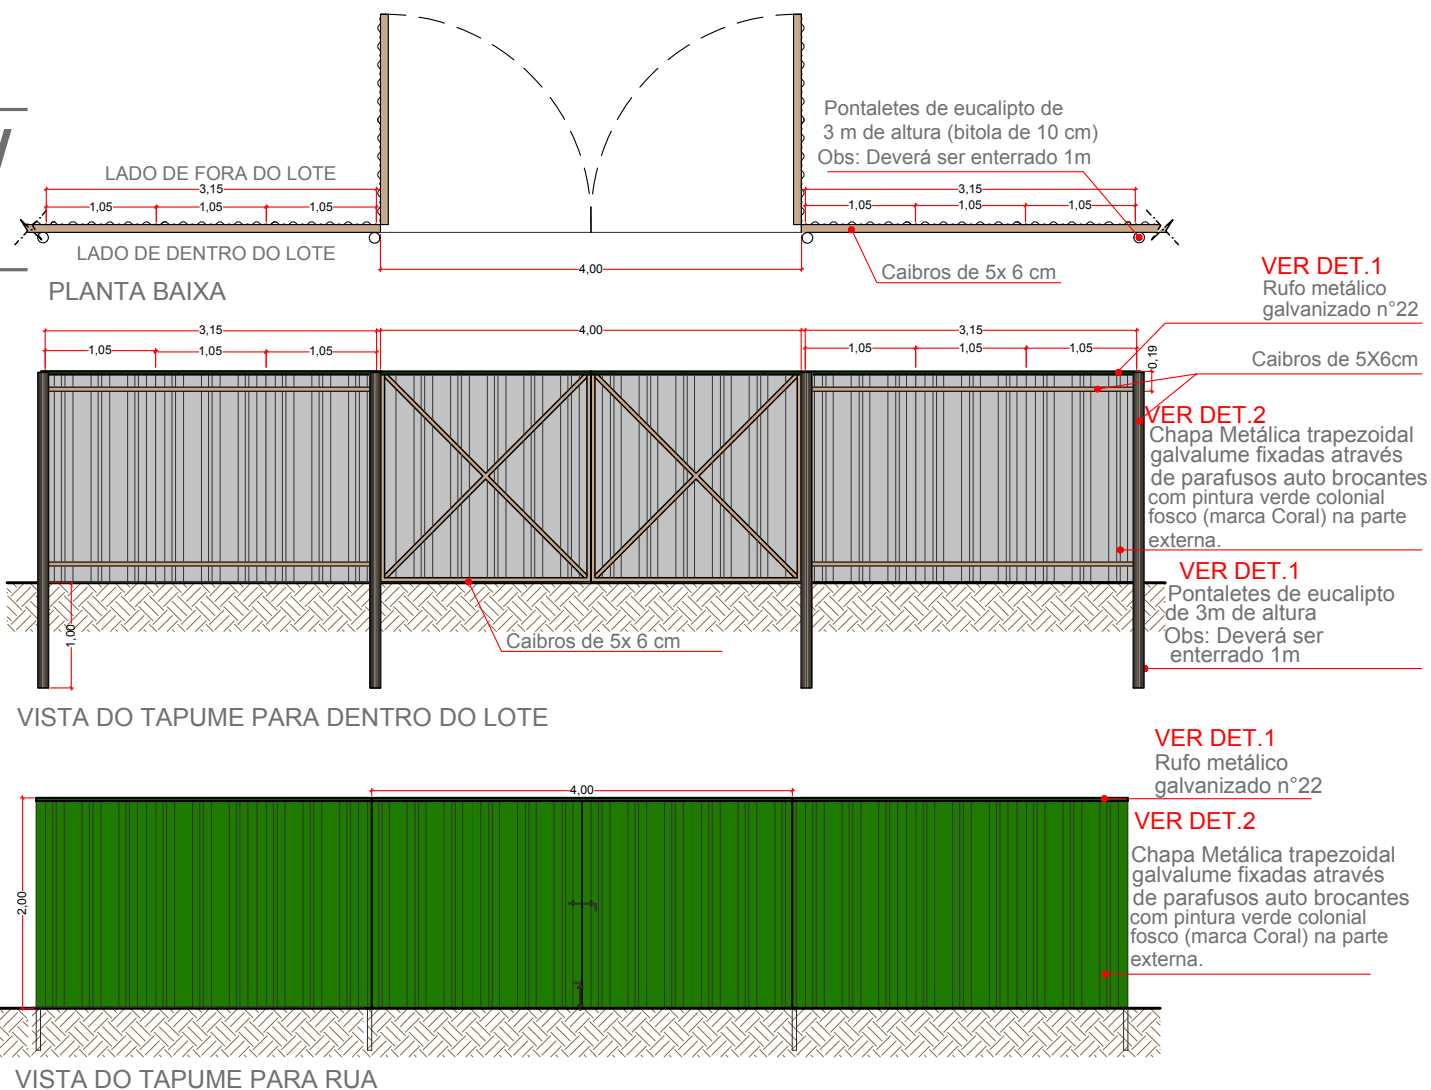 Pontaletes de eucalipto de
3 m de altura (bitola de 10 cm)
Obs: Deverá ser enterrado 1m
LADO DE FORA DO LOTE
3,15
1,05 1,05 1,05
3,15
1,05 1,05 1,05
LADO DE DENTRO DO LOTE
4,00
Caibros de 5x 6 cm
PLANTA BAIXA
VER DET.1
Rufo metálico
galvanizado n°22
3,15
4,00
3,15
1,05 1,05 1,05
1,05 1,05 1,05
0,19
Caibros de 5X6cm
VER DET.2
Chapa Metálica trapezoidal
galvalume fixadas através
de parafusos auto brocantes
com pintura verde colonial
fosco (marca Coral) na parte
externa.
VER DET.1
Pontaletes de eucalipto
de 3m de altura
Obs: Deverá ser
enterrado 1m
1,00
Caibros de 5x 6 cm
VISTA DO TAPUME PARA DENTRO DO LOTE
VER DET.1
Rufo metálico
galvanizado n°22
4,00
VER DET.2
Chapa Metálica trapezoidal
galvalume fixadas através
de parafusos auto brocantes
com pintura verde colonial
fosco (marca Coral) na parte
externa.
2,00
VISTA DO TAPUME PARA RUA